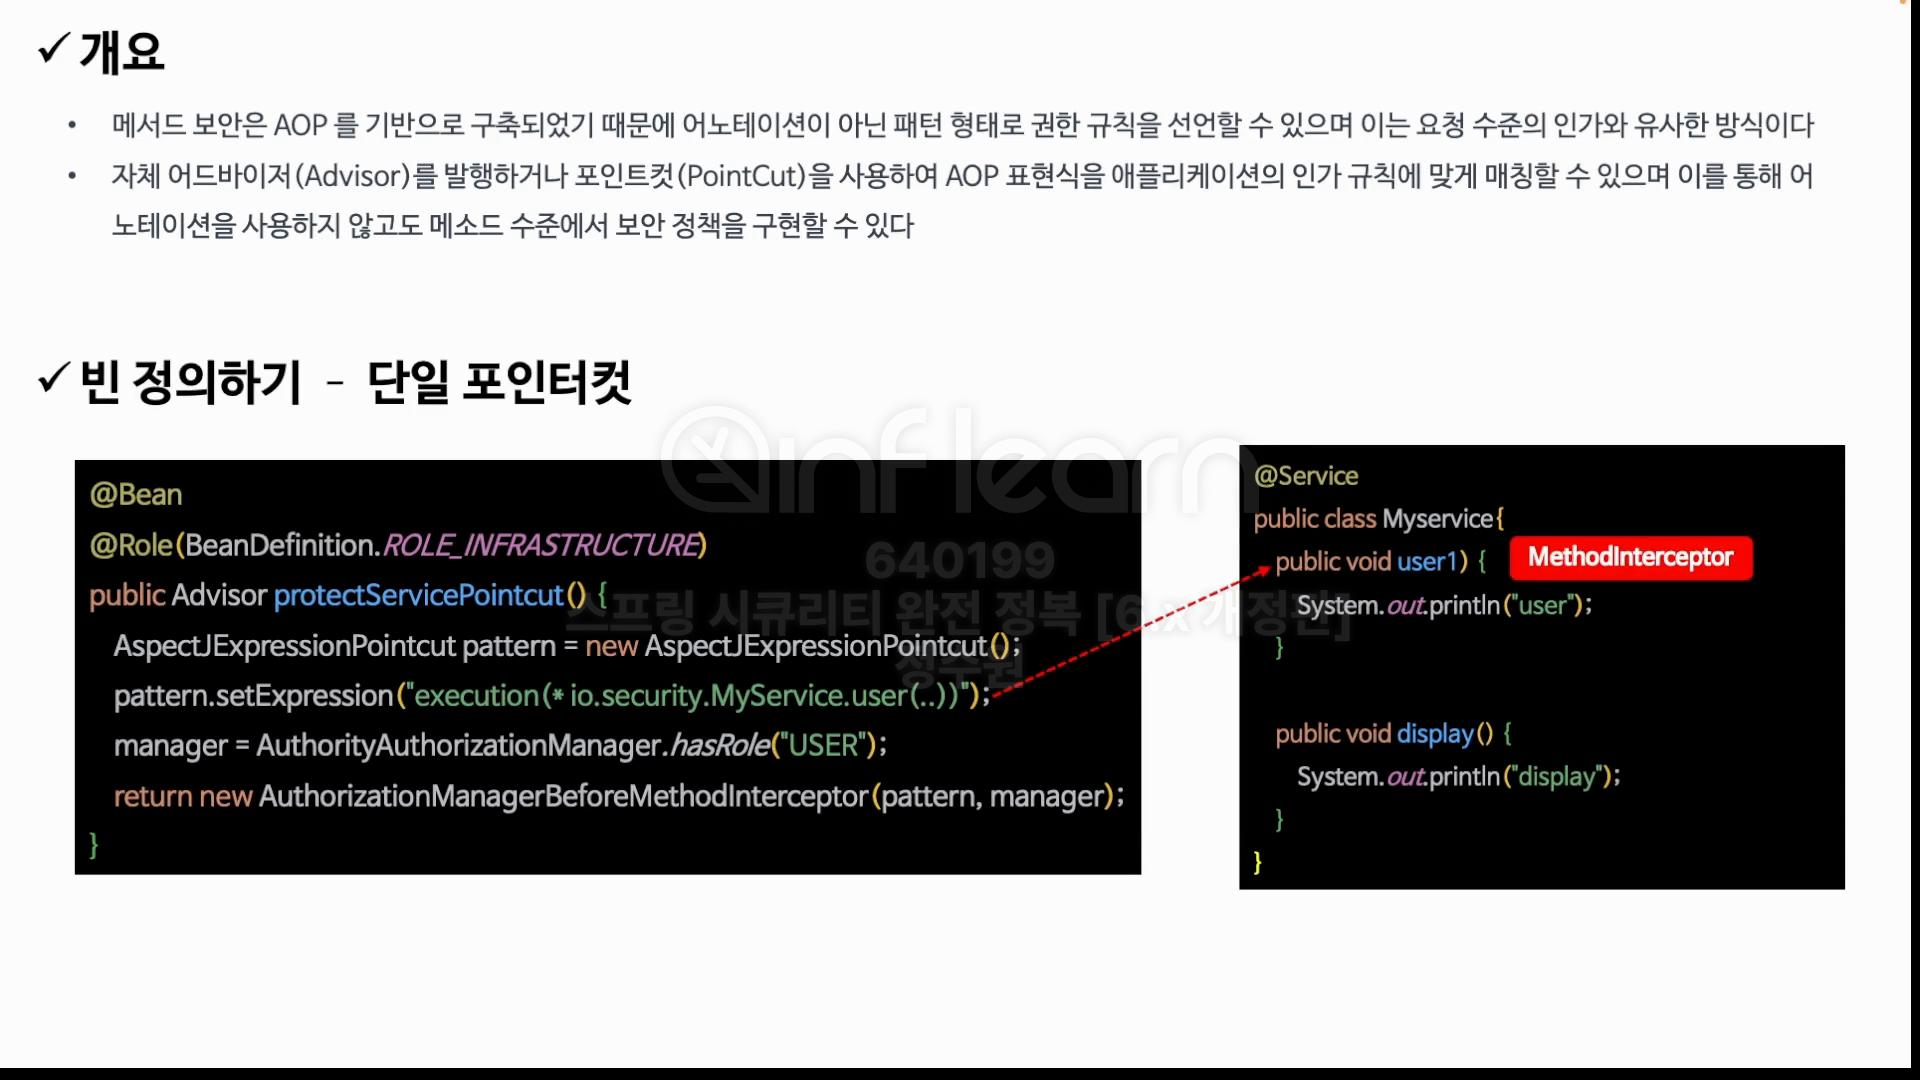 ✓ 개요
• 메서드 보안은 AOP 를 기반으로 구축되었기 때문에 어노테이션이 아닌 패턴 형태로 권한 규칙을 선언할 수 있으며 이는 요청 수준의 인가와 유사한 방식이다
• 자체 어드바이저(Advisor)를 발행하거나 포인트컷(PointCut)을 사용하여 AOP 표현식을 애플리케이션의 인가 규칙에 맞게 매칭할 수 있으며 이를 통해 어
노테이션을 사용하지 않고도 메소드 수준에서 보안 정책을 구현할 수 있다
✓ 빈 정의하기 - 단일 포인터컷
inflearn
640199
스프링 시큐리티 완전 정복 [6.x 개정판]
정수원
@Bean
@Role(BeanDefinition.ROLE_INFRASTRUCTURE)
public Advisor protectServicePointcut() {
AspectJExpressionPointcut pattern = new AspectJExpressionPointcut();
pattern.setExpression("execution(* io.security.MyService.user(..))");
manager = AuthorityAuthorizationManager.hasRole("USER");
return new AuthorizationManagerBeforeMethodInterceptor(pattern, manager);
}
@Service
public class Myservice{
public void user1) { MethodInterceptor
System.out.println("user");
}
public void display() {
System.out.println("display");
}
}